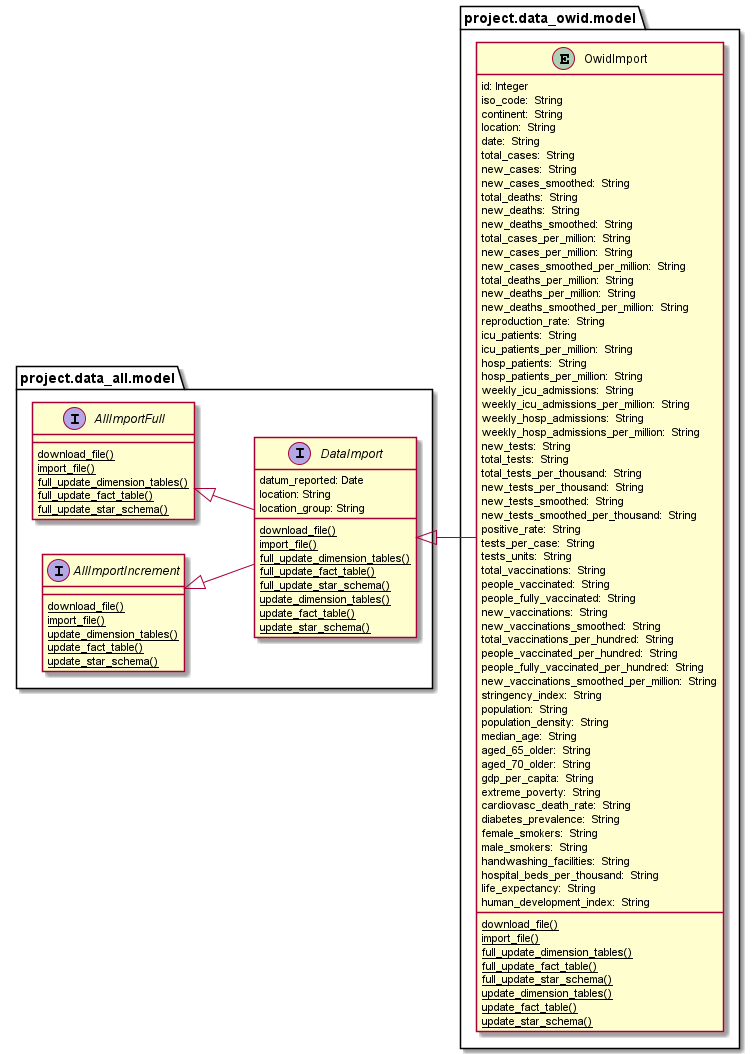 project.data_owid.model
E OwidImport
id: Integer
iso_code: String
continent: String
location: String
date: String
total_cases: String
new_cases: String
new_cases_smoothed: String
total_deaths: String
new_deaths: String
new_deaths_smoothed: String
total_cases_per_million: String
new_cases_per_million: String
new_cases_smoothed_per_million: String
total_deaths_per_million: String
new_deaths_per_million: String
new_deaths_smoothed_per_million: String
reproduction_rate: String
icu_patients: String
icu_patients_per_million: String
hosp_patients: String
hosp_patients_per_million: String
weekly_icu_admissions: String
weekly_icu_admissions_per_million: String
weekly_hosp_admissions: String
weekly_hosp_admissions_per_million: String
new_tests: String
total_tests: String
total_tests_per_thousand: String
new_tests_per_thousand: String
new_tests_smoothed: String
new_tests_smoothed_per_thousand: String
positive_rate: String
tests_per_case: String
tests_units: String
total_vaccinations: String
people_vaccinated: String
people_fully_vaccinated: String
new_vaccinations: String
new_vaccinations_smoothed: String
total_vaccinations_per_hundred: String
people_vaccinated_per_hundred: String
people_fully_vaccinated_per_hundred: String
new_vaccinations_smoothed_per_million: String
stringency_index: String
population: String
population_density: String
median_age: String
aged_65_older: String
aged_70_older: String
gdp_per_capita: String
extreme_poverty: String
cardiovasc_death_rate: String
diabetes_prevalence: String
female_smokers: String
male_smokers: String
handwashing_facilities: String
hospital_beds_per_thousand: String
life_expectancy: String
human_development_index: String
download_file()
import_file()
full_update_dimension_tables()
full_update_fact_table()
full_update_star_schema()
update_dimension_tables()
update_fact_table()
update_star_schema()
project.data_all.model
I AllImportFull
download_file()
import_file()
full_update_dimension_tables()
full_update_fact_table()
full_update_star_schema()
I AllImportIncrement
download_file()
import_file()
update_dimension_tables()
update_fact_table()
update_star_schema()
I DataImport
datum_reported: Date
location: String
location_group: String
download_file()
import_file()
full_update_dimension_tables()
full_update_fact_table()
full_update_star_schema()
update_dimension_tables()
update_fact_table()
update_star_schema()